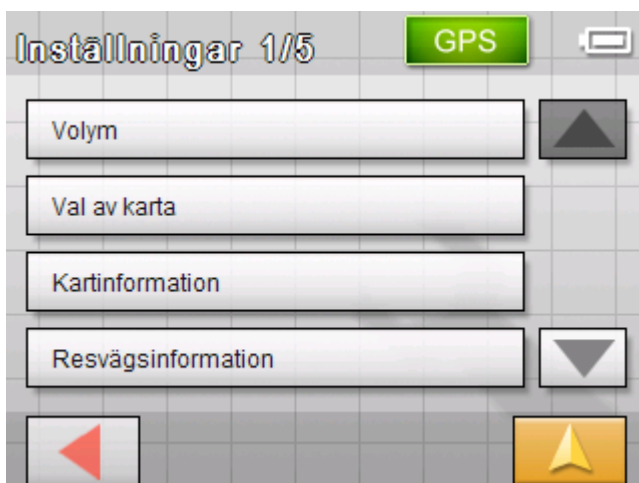 Inställningar 1/5
GPS
Volym
Val av karta
Kartinformation
Resvägsinformation